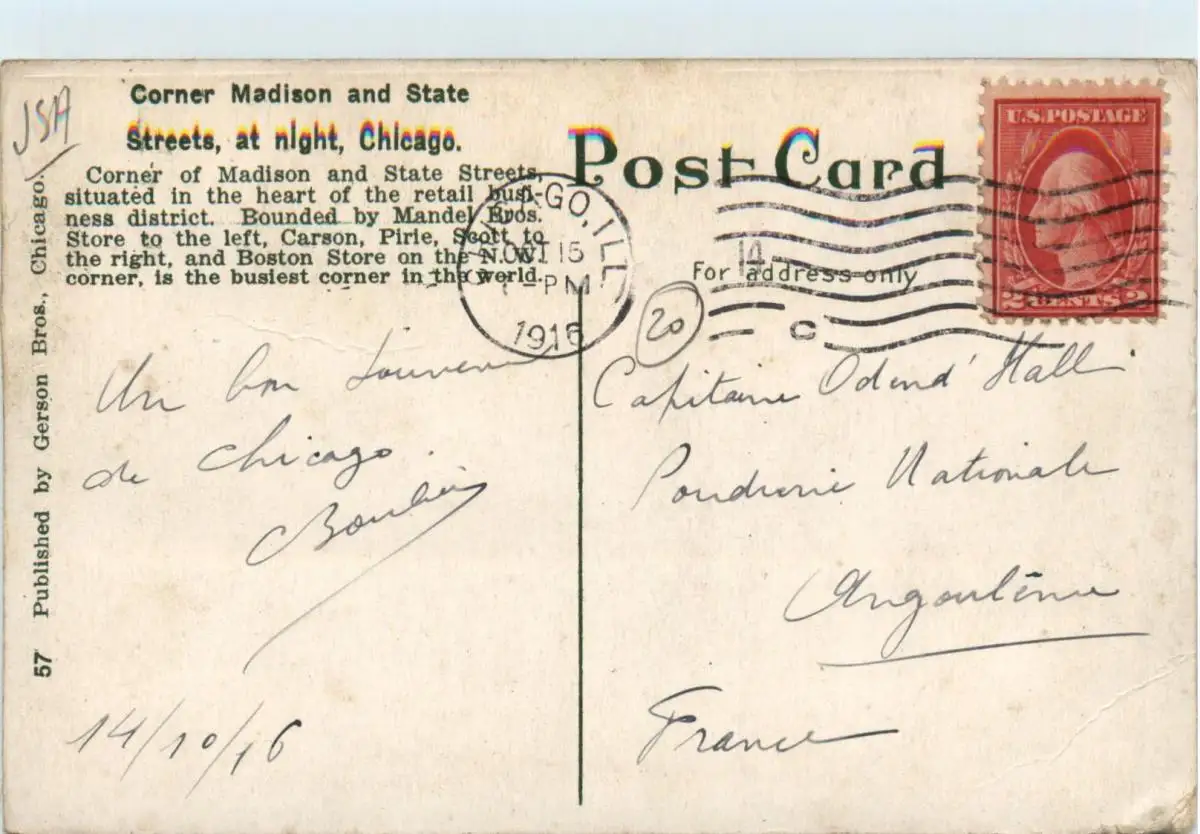 JSA
Corner Madison and State
Streets, at night, Chicago.
Corner of Madison and State Streets,
situated in the heart of the retail busi-
ness district. Bounded by Mandel Bros.
Store to the left, Carson, Pirie, Scott to
the right, and Boston Store on the N. W.
corner, is the busiest corner in the world.
57 Published by Gerson Bros., Chicago.
Post Card
For address only
U.S. POSTAGE
2 CENTS 2
GO, ILL
OCT 15
PM
1916
14
C
20
Un bon souvenir
de Chicago.
14/10/16
Capitaine Odend'Hall
Poudrerie Nationale
Angoulême
France